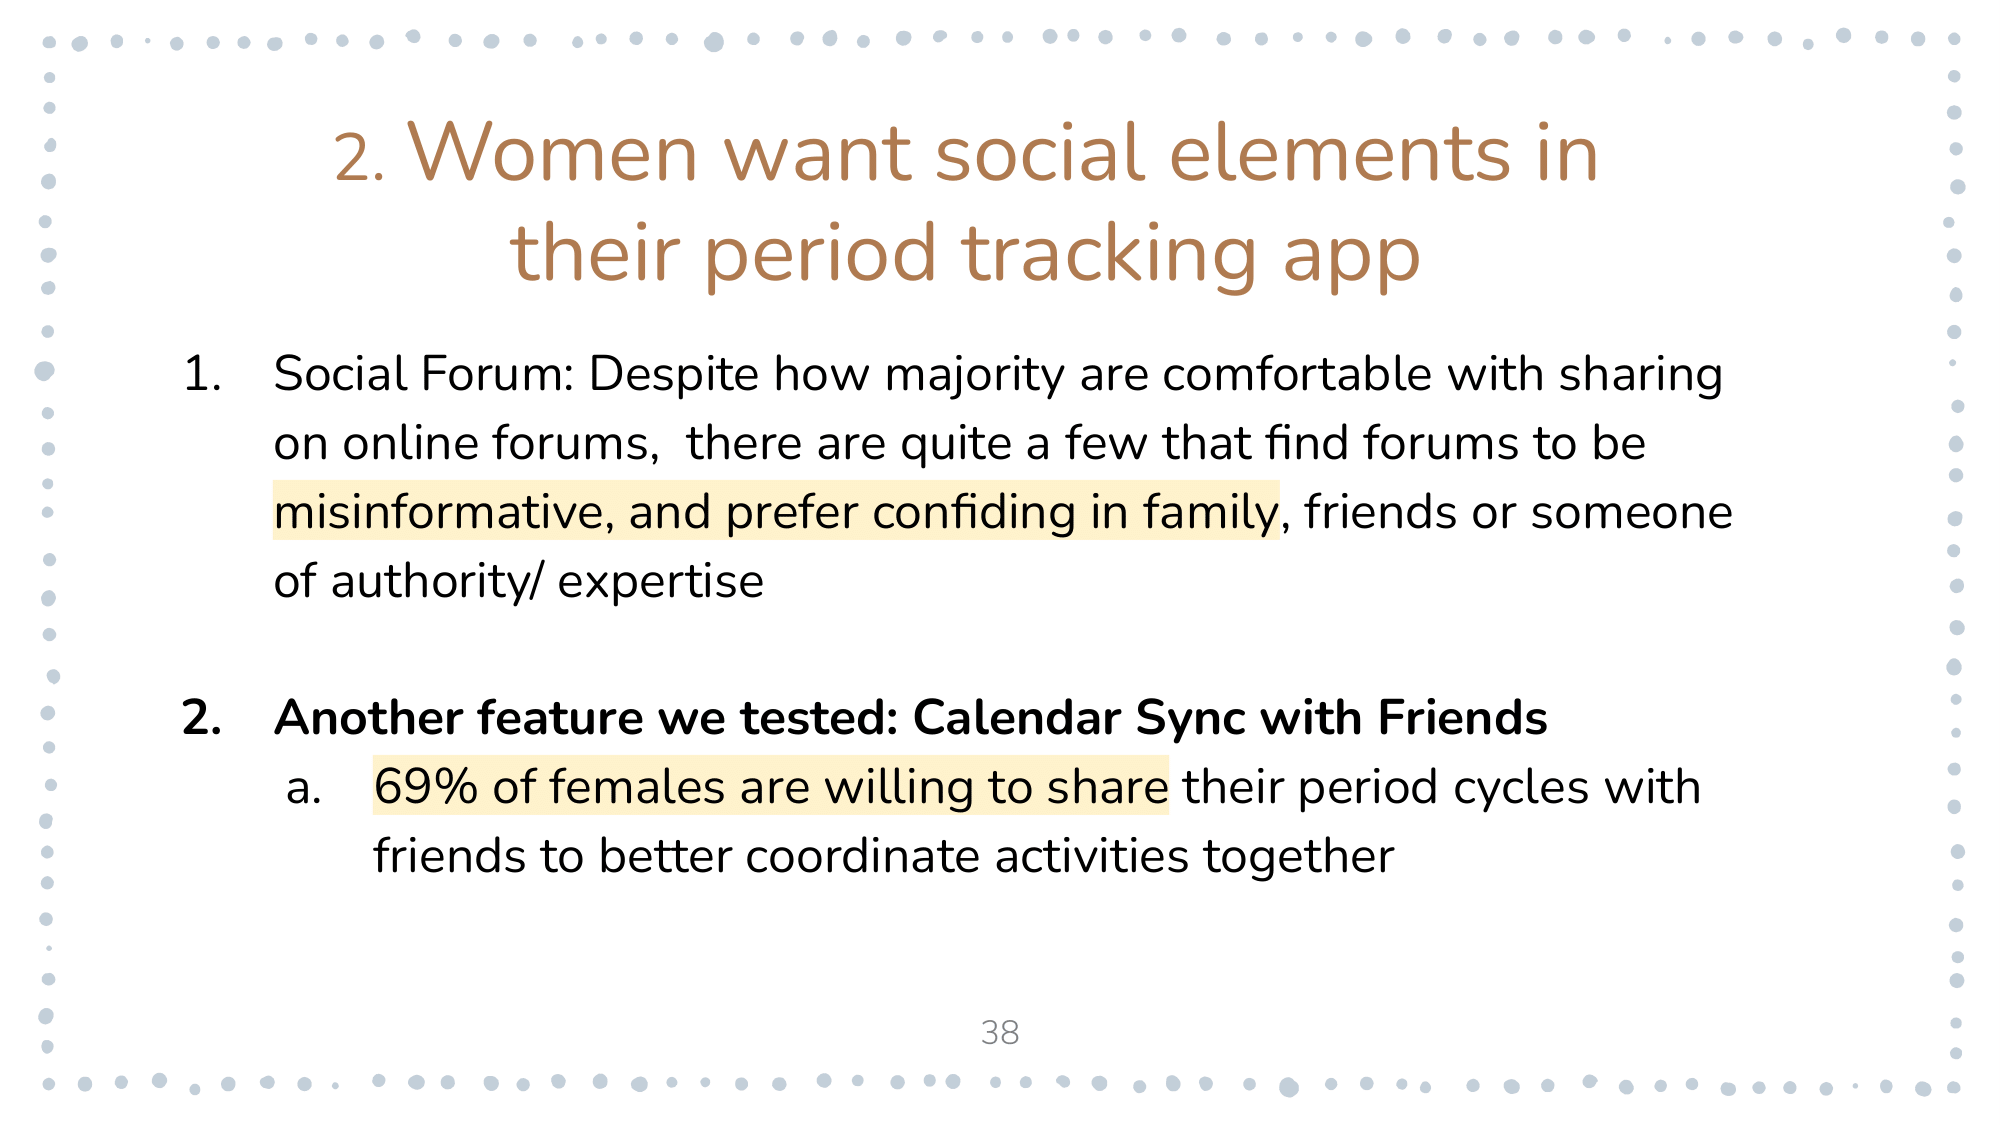 2. Women want social elements in
their period tracking app
1. Social Forum: Despite how majority are comfortable with sharing
on online forums,  there are quite a few that find forums to be
misinformative, and prefer confiding in family, friends or someone
of authority/ expertise
2. Another feature we tested: Calendar Sync with Friends
a. 69% of females are willing to share their period cycles with
friends to better coordinate activities together
38